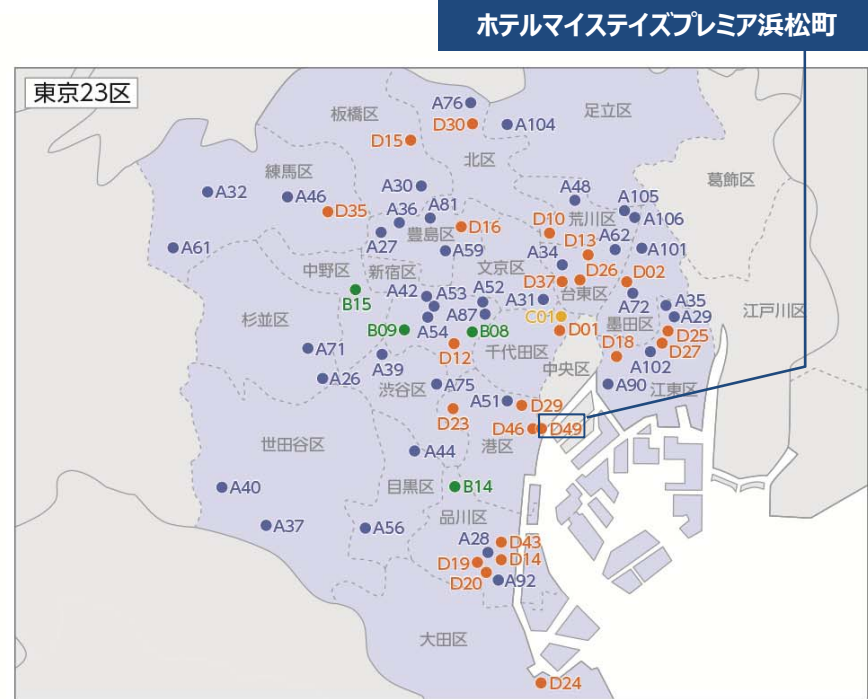 ホテルマイステイズプレミア浜松町
東京23区
板橋区
A76
D30
A104
足立区
D15
北区
練馬区
葛飾区
A32
A46
A30
A48
D35
A36
A81
A105
A106
D16
D10
荒川区
A27
豊島区
A61
A59
A34
D13
A62
A101
文京区
中野区
新宿区
D37
D26
D02
B15
A42
A53
A52
A31
台東区
A72
A35
江戸川区
杉並区
B09
A54
A87
B08
C01
D01
墨田区
A29
D25
D27
A71
A39
D12
千代田区
D18
A102
中央区
A26
渋谷区
A75
A90
江東区
A51
D29
D23
D46
D49
世田谷区
港区
A44
A40
目黒区
B14
A37
A56
品川区
A28
D43
D19
D14
D20
A92
大田区
D24